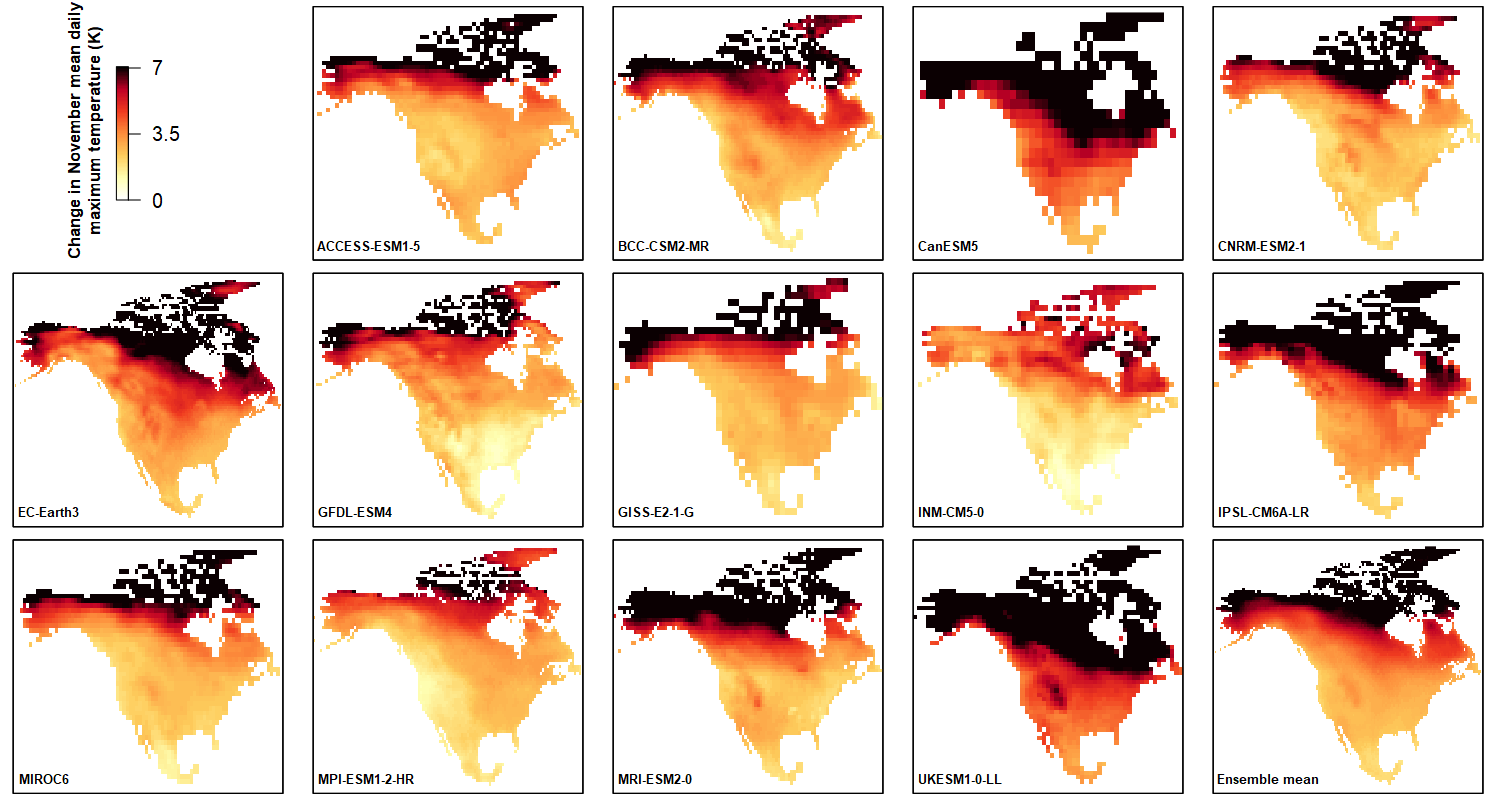 Change in November mean daily
maximum temperature (K)
7
3.5
0
ACCESS-ESM1-5
BCC-CSM2-MR
CanESM5
CNRM-ESM2-1
EC-Earth3
GFDL-ESM4
GISS-E2-1-G
INM-CM5-0
IPSL-CM6A-LR
MIROC6
MPI-ESM1-2-HR
MRI-ESM2-0
UKESM1-0-LL
Ensemble mean